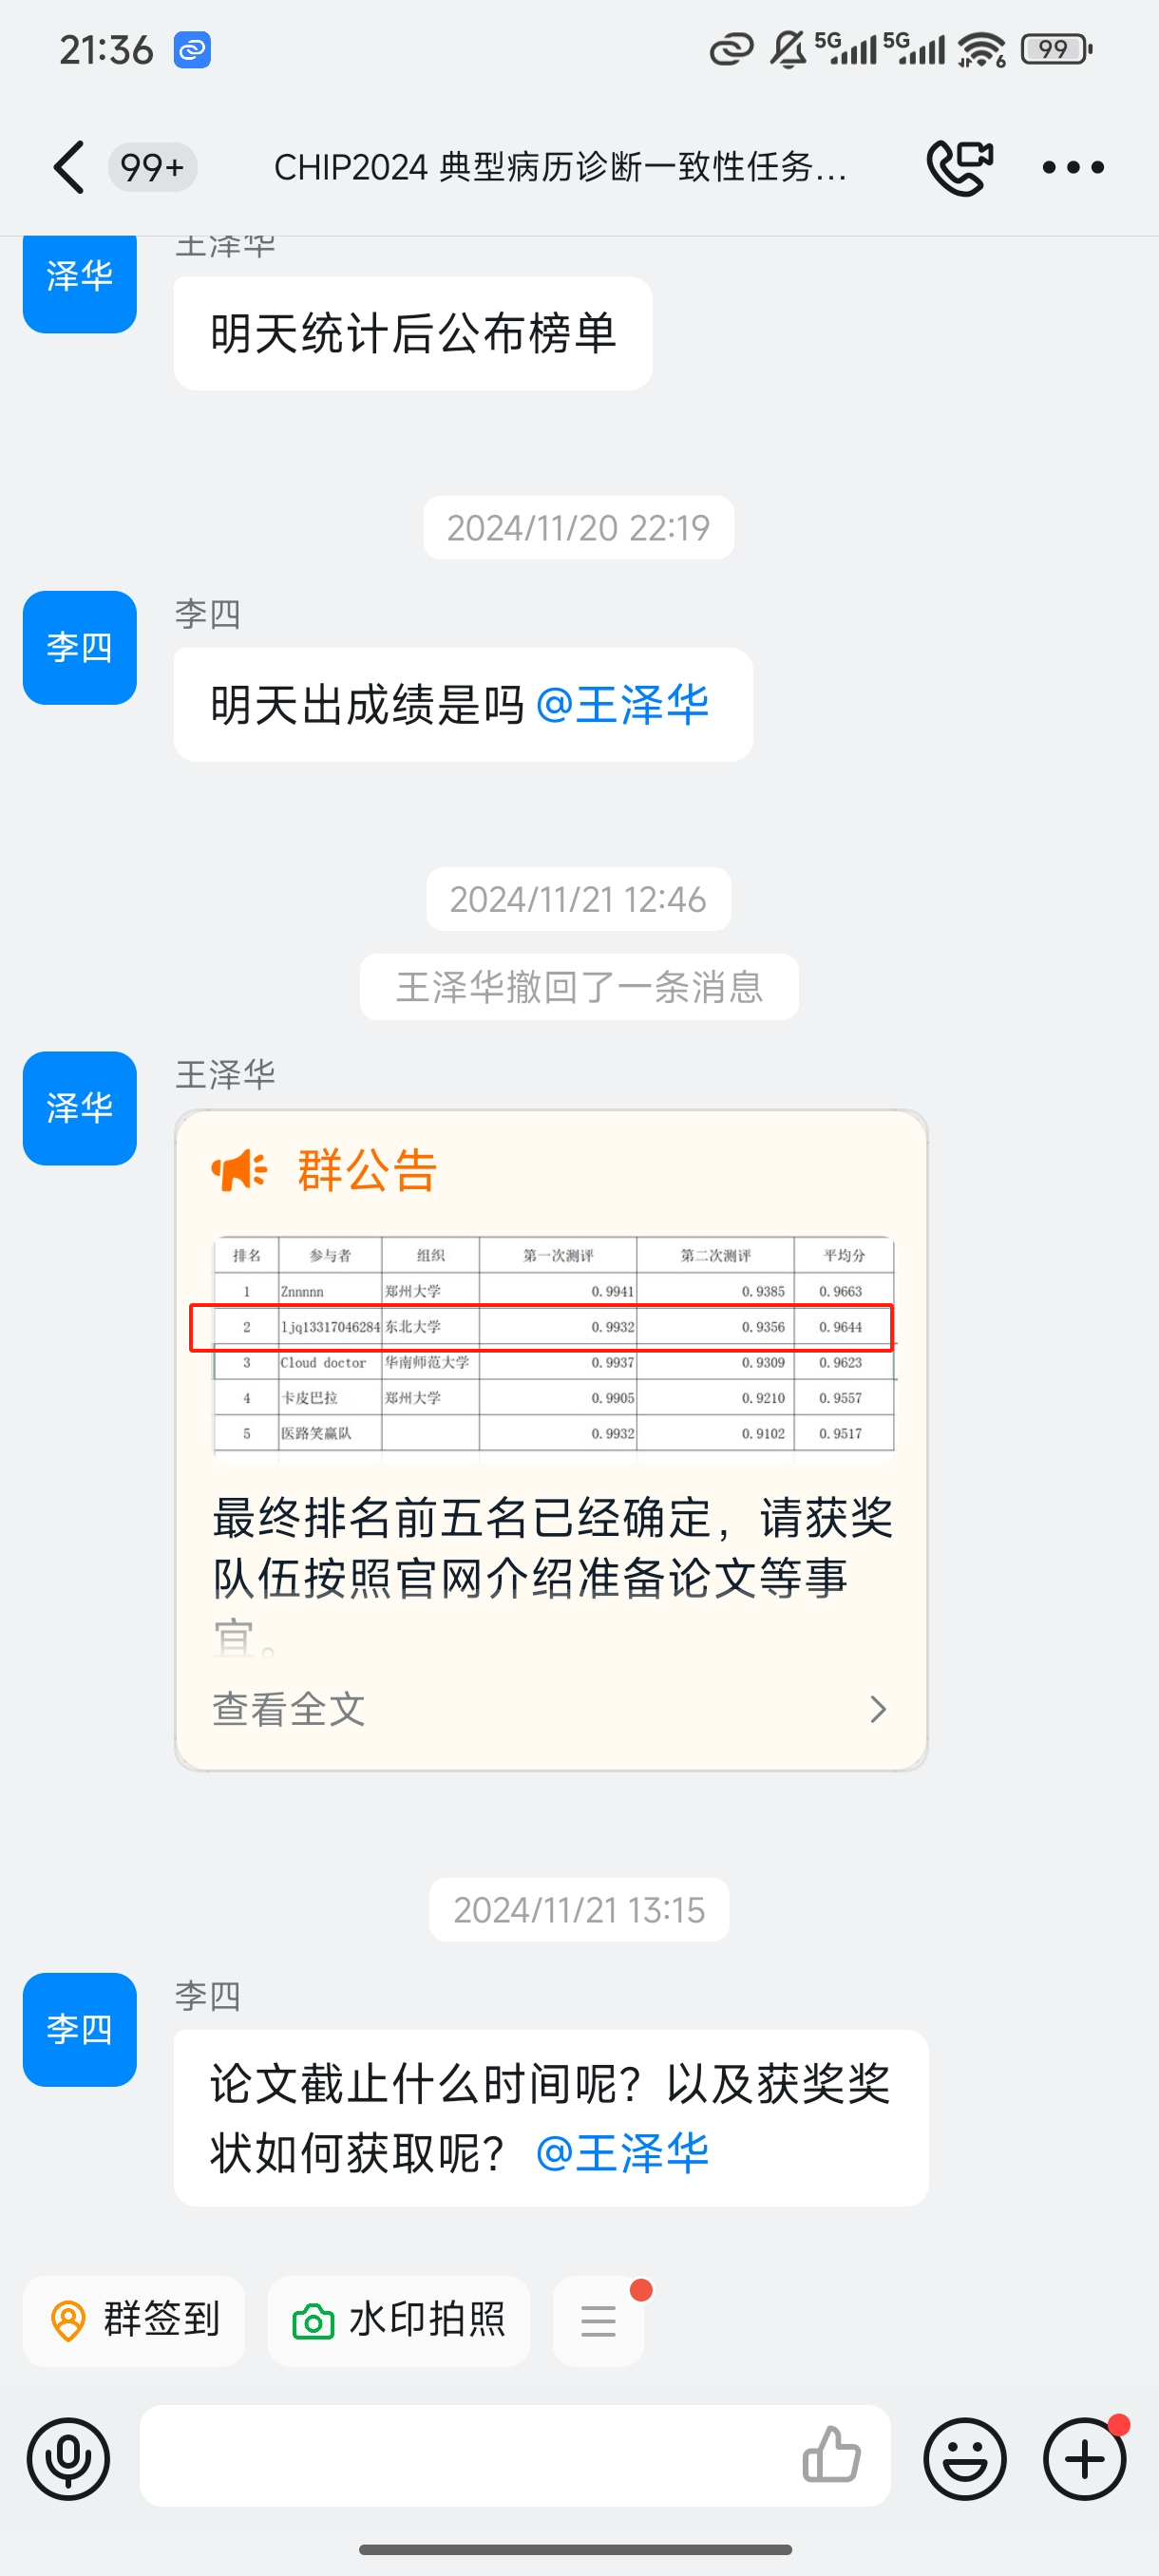 21:36
5G 5G 6 99
99+ CHIP2024 典型病历诊断一致性任务...
王泽华
泽华
明天统计后公布榜单
2024/11/20 22:19
李四
李四
明天出成绩是吗 @王泽华
2024/11/21 12:46
王泽华撤回了一条消息
王泽华
泽华
群公告
排名 参与者 组织 第一次测评 第二次测评 平均分
1 Znnnnn 郑州大学 0.9941 0.9385 0.9663
2 ljq13317046284 东北大学 0.9932 0.9356 0.9644
3 Cloud doctor 华南师范大学 0.9937 0.9309 0.9623
4 卡皮巴拉 郑州大学 0.9905 0.9210 0.9557
5 医路笑赢队 0.9932 0.9102 0.9517
最终排名前五名已经确定，请获奖
队伍按照官网介绍准备论文等事
宜。
查看全文
2024/11/21 13:15
李四
李四
论文截止什么时间呢？以及获奖奖
状如何获取呢？ @王泽华
群签到 水印拍照